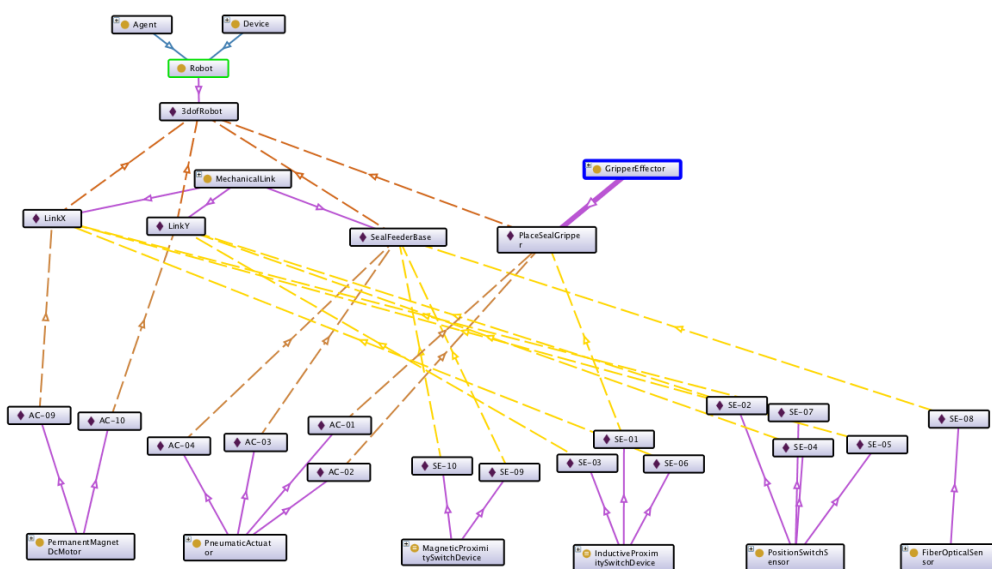 Agent
Device
Robot
3dofRobot
GripperEffector
MechanicalLink
LinkX
LinkY
SealFeederBase
PlaceSealGrippe
r
AC-09
AC-10
AC-04
AC-03
AC-01
AC-02
SE-10
SE-09
SE-03
SE-01
SE-06
SE-02
SE-07
SE-04
SE-05
SE-08
PermanentMagnet
DcMotor
PneumaticActuat
or
MagneticProximi
tySwitchDevice
InductiveProxim
itySwitchDevice
PositionSwitchS
ensor
FiberOpticalSen
sor